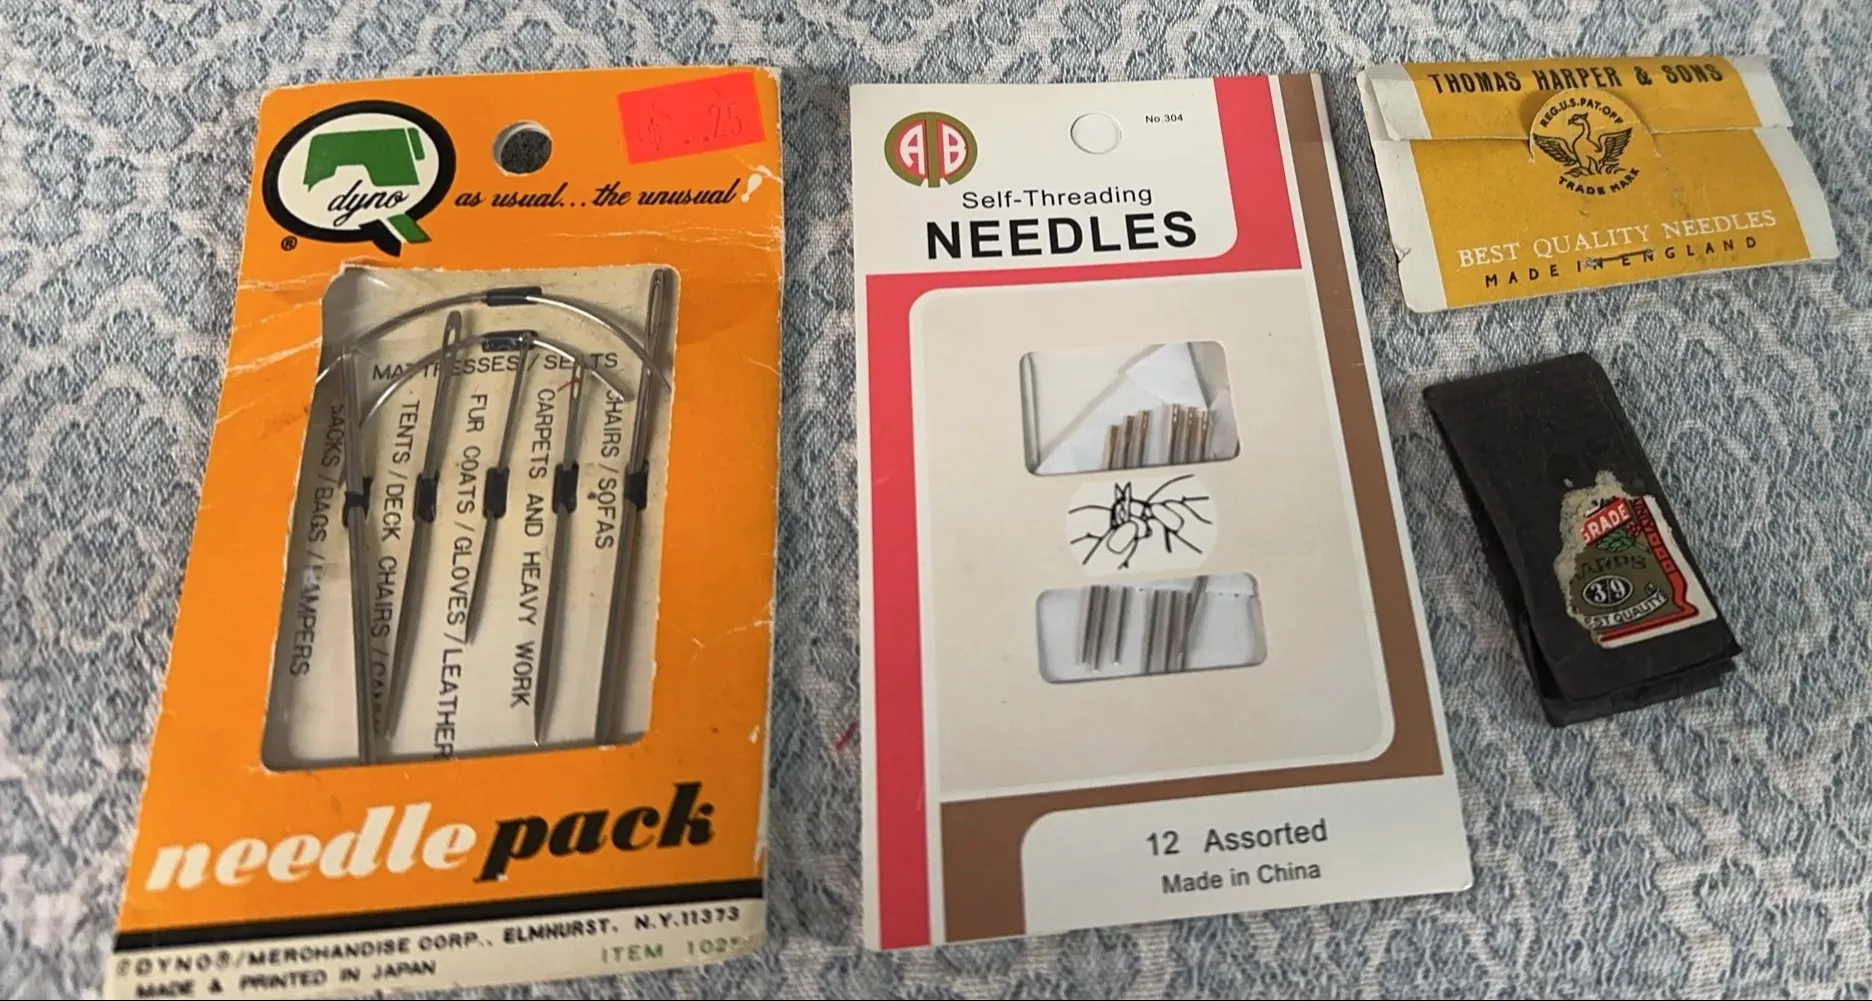 dyno
®
as usual... the unusual!
$ .25
MATTRESSES / SEATS
SACKS / BAGS / HAMPERS
TENTS / DECK CHAIRS /
FUR COATS / GLOVES / LEATHER
CARPETS AND HEAVY WORK
CHAIRS / SOFAS
needle pack
©DYNO®/MERCHANDISE CORP., ELMHURST, N.Y. 11373
MADE & PRINTED IN JAPAN
ITEM
ATB
No.304
Self-Threading
NEEDLES
12 Assorted
Made in China
THOMAS HARPER & SONS
REG.U.S.PAT.OFF
TRADE MARK
BEST QUALITY NEEDLES
MADE IN ENGLAND
GRADE
3/9
EST QUALITY